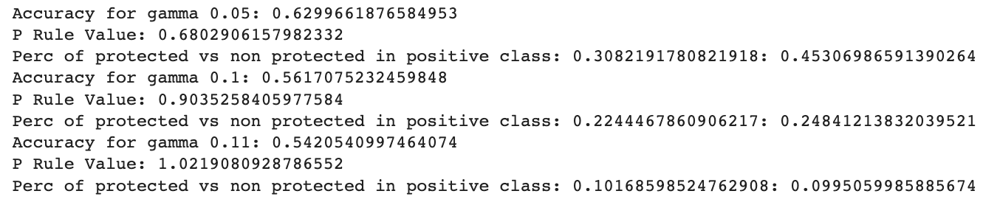 Accuracy for gamma 0.05: 0.6299661876584953
P Rule Value: 0.6802906157982332
Perc of protected vs non protected in positive class: 0.3082191780821918: 0.45306986591390264
Accuracy for gamma 0.1: 0.5617075232459848
P Rule Value: 0.9035258405977584
Perc of protected vs non protected in positive class: 0.2244467860906217: 0.24841213832039521
Accuracy for gamma 0.11: 0.5420540997464074
P Rule Value: 1.0219080928786552
Perc of protected vs non protected in positive class: 0.10168598524762908: 0.0995059985885674